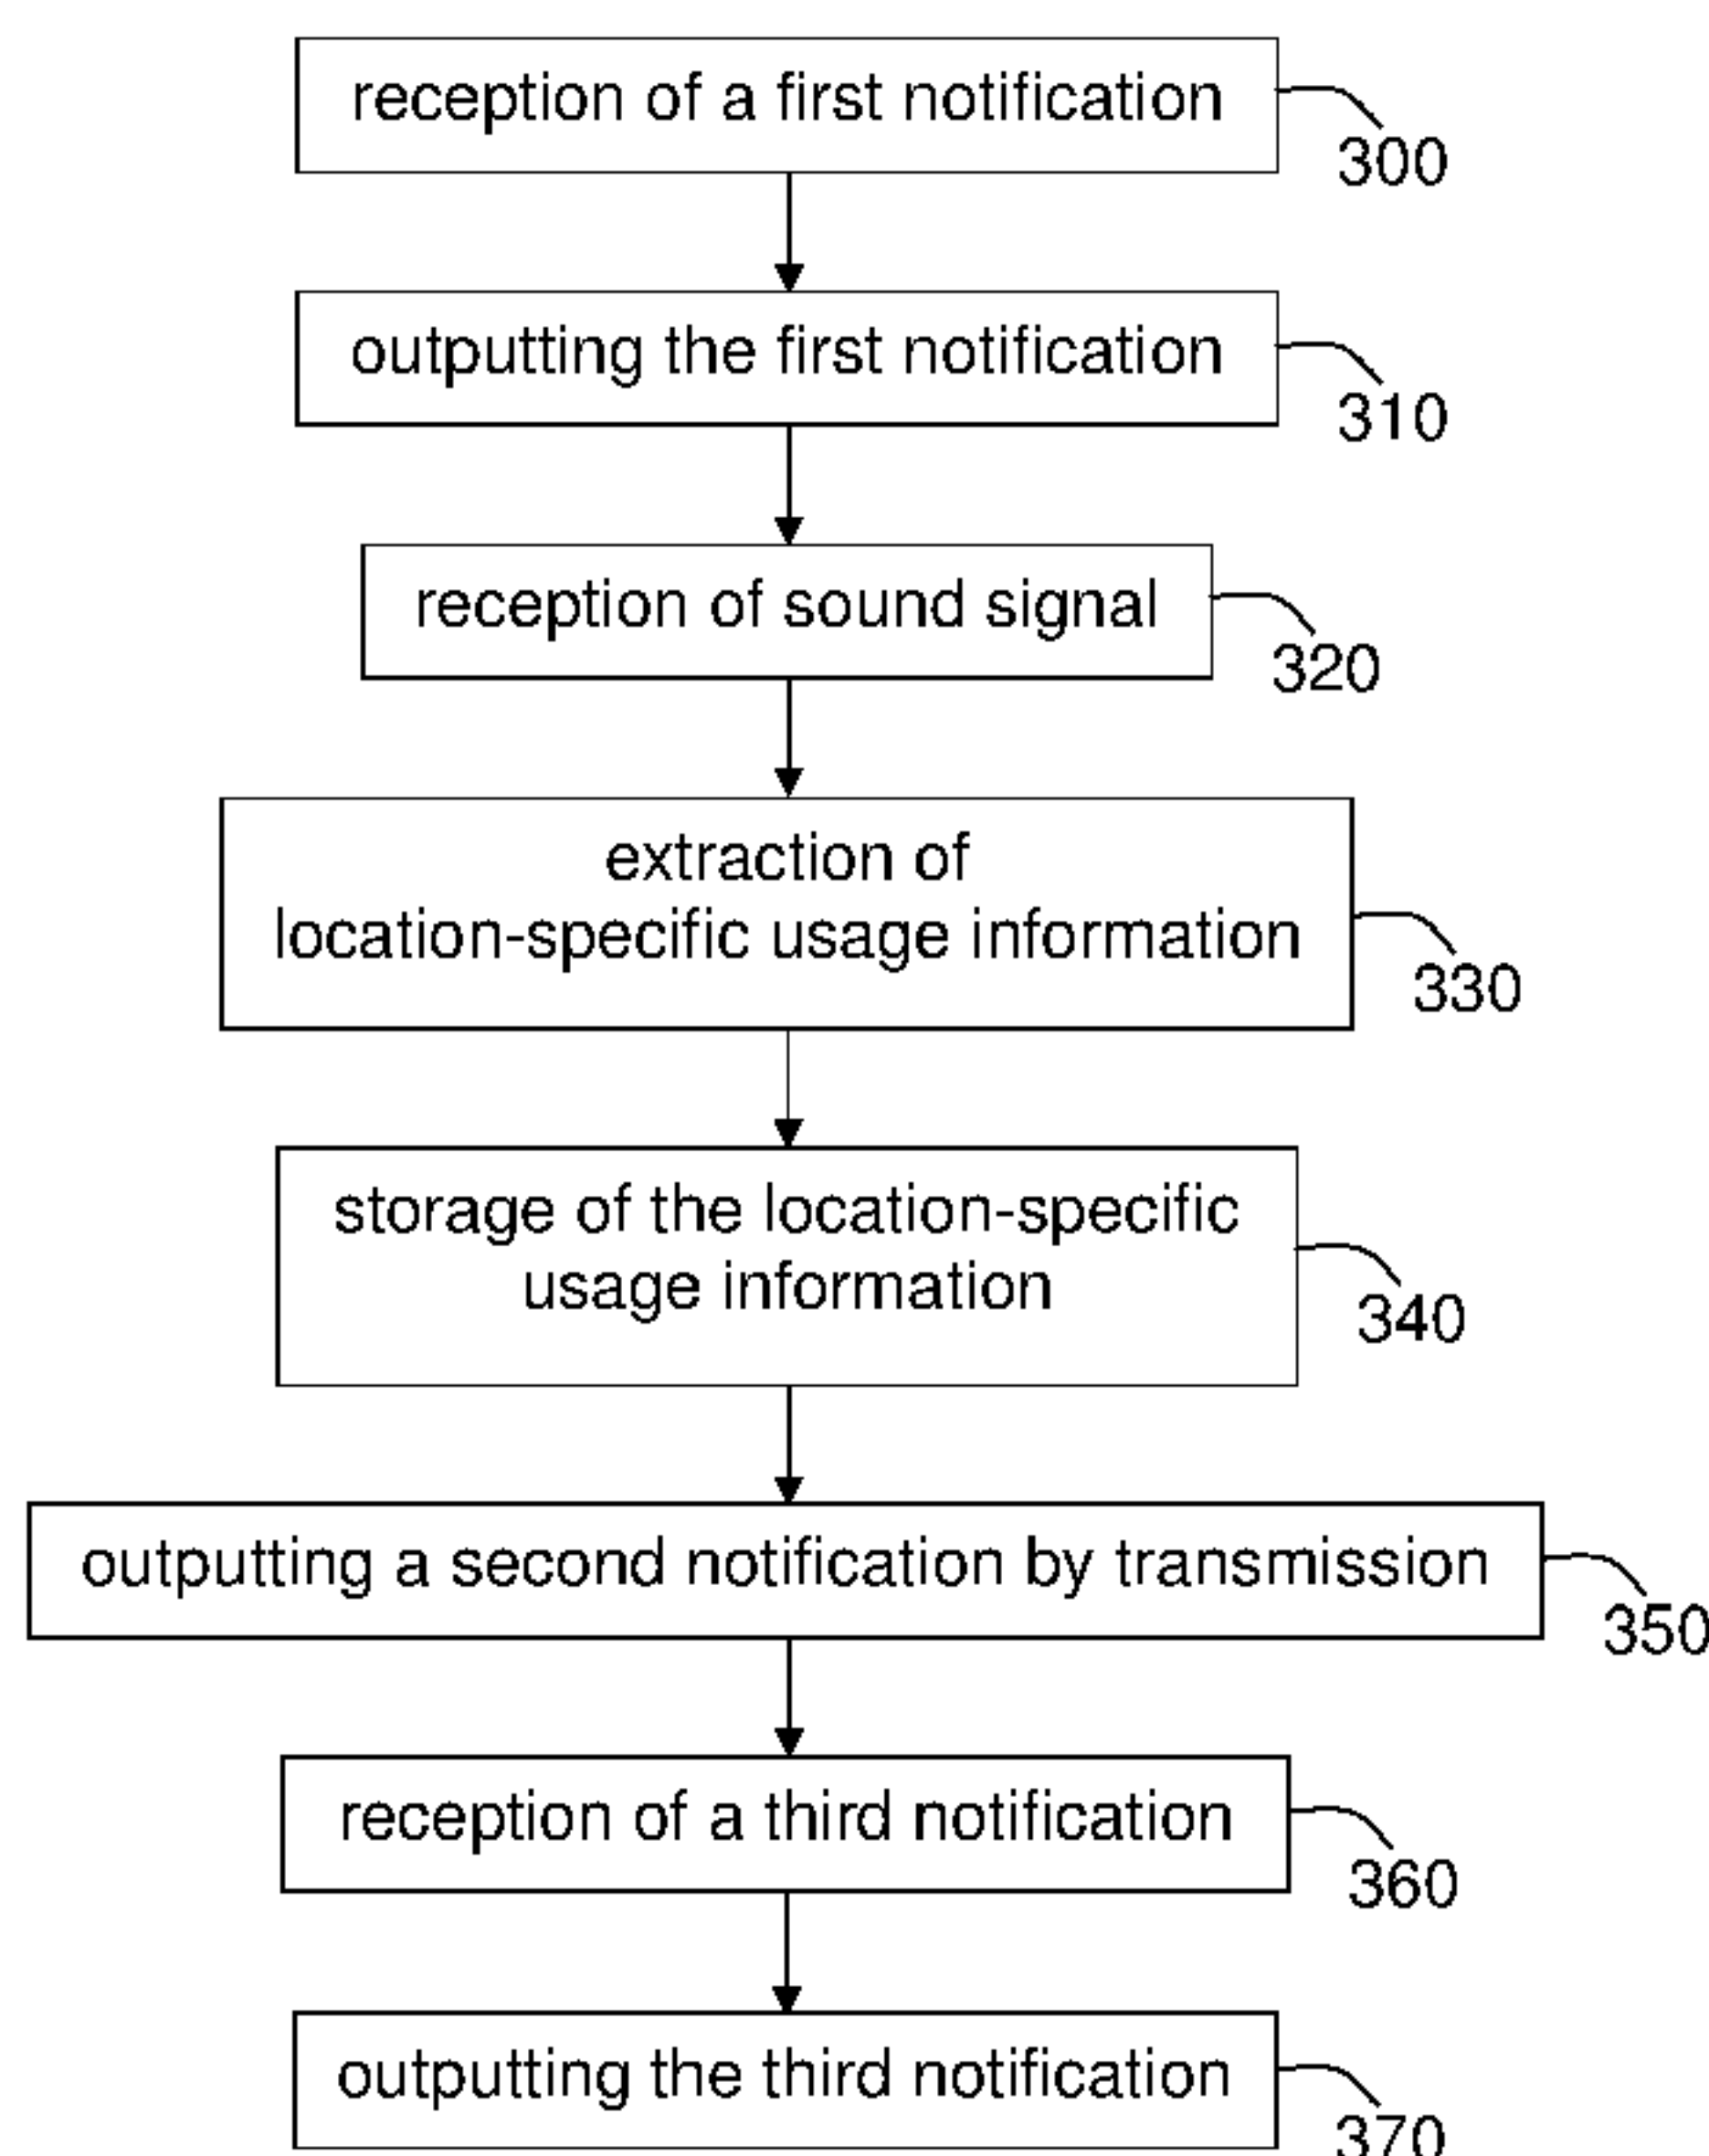 reception of a first notification
300
outputting the first notification
310
reception of sound signal
320
extraction of
location-specific usage information
330
storage of the location-specific
usage information
340
outputting a second notification by transmission
350
reception of a third notification
360
outputting the third notification
370